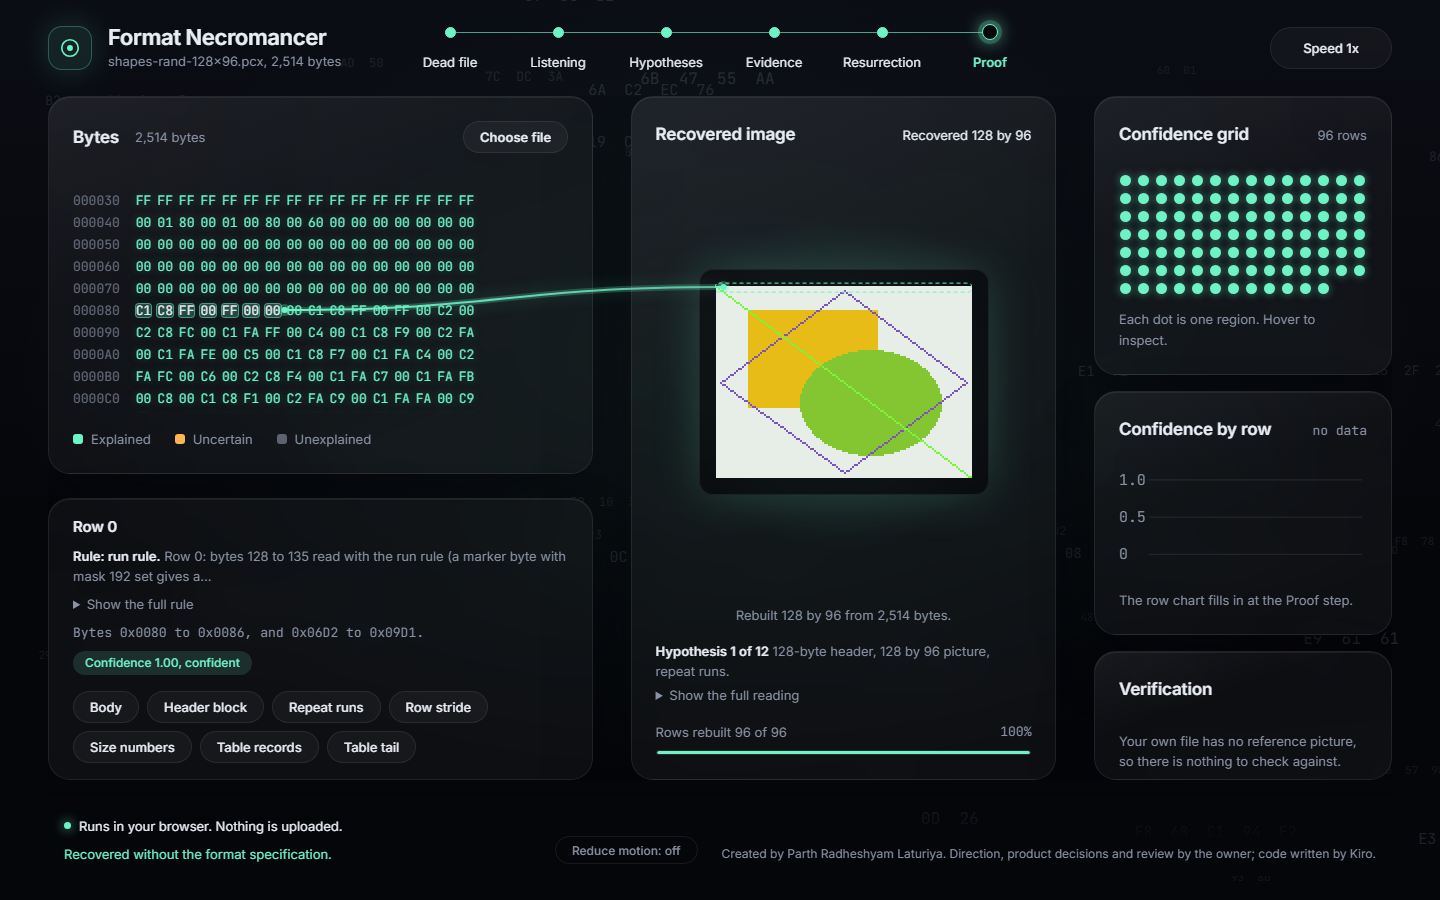 Format Necromancer
shapes-rand-128×96.pcx, 2,514 bytes
Dead file
Listening
Hypotheses
Evidence
Resurrection
Proof
Speed 1x
Bytes
2,514 bytes
Choose file
000030 FF FF FF FF FF FF FF FF FF FF FF FF FF FF FF FF
000040 00 01 80 00 01 00 80 00 60 00 00 00 00 00 00 00
000050 00 00 00 00 00 00 00 00 00 00 00 00 00 00 00 00
000060 00 00 00 00 00 00 00 00 00 00 00 00 00 00 00 00
000070 00 00 00 00 00 00 00 00 00 00 00 00 00 00 00 00
000080 C1 C8 FF 00 FF 00 00 00 C1 C8 FF 00 FF 00 C2 00
000090 C2 C8 FC 00 C1 FA FF 00 C4 00 C1 C8 F9 00 C2 FA
0000A0 00 C1 FA FE 00 C5 00 C1 C8 F7 00 C1 FA C4 00 C2
0000B0 FA FC 00 C6 00 C2 C8 F4 00 C1 FA C7 00 C1 FA FB
0000C0 00 C8 00 C1 C8 F1 00 C2 FA C9 00 C1 FA FA 00 C9
Explained
Uncertain
Unexplained
Row 0
Rule: run rule. Row 0: bytes 128 to 135 read with the run rule (a marker byte with
mask 192 set gives a...
Show the full rule
Bytes 0x0080 to 0x0086, and 0x06D2 to 0x09D1.
Confidence 1.00, confident
Body
Header block
Repeat runs
Row stride
Size numbers
Table records
Table tail
Recovered image
Recovered 128 by 96
Rebuilt 128 by 96 from 2,514 bytes.
Hypothesis 1 of 12 128-byte header, 128 by 96 picture,
repeat runs.
Show the full reading
Rows rebuilt 96 of 96
100%
Confidence grid
96 rows
Each dot is one region. Hover to
inspect.
Confidence by row
no data
1.0
0.5
0
The row chart fills in at the Proof step.
Verification
Your own file has no reference picture,
so there is nothing to check against.
Runs in your browser. Nothing is uploaded.
Recovered without the format specification.
Reduce motion: off
Created by Parth Radheshyam Laturiya. Direction, product decisions and review by the owner; code written by Kiro.